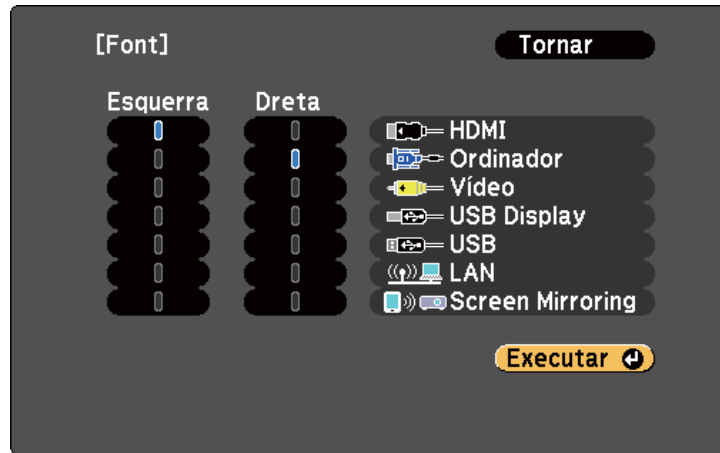 [Font]
Tornar
Esquerra Dreta
HDMI
Ordinador
Vídeo
USB Display
USB
LAN
Screen Mirroring
Executar